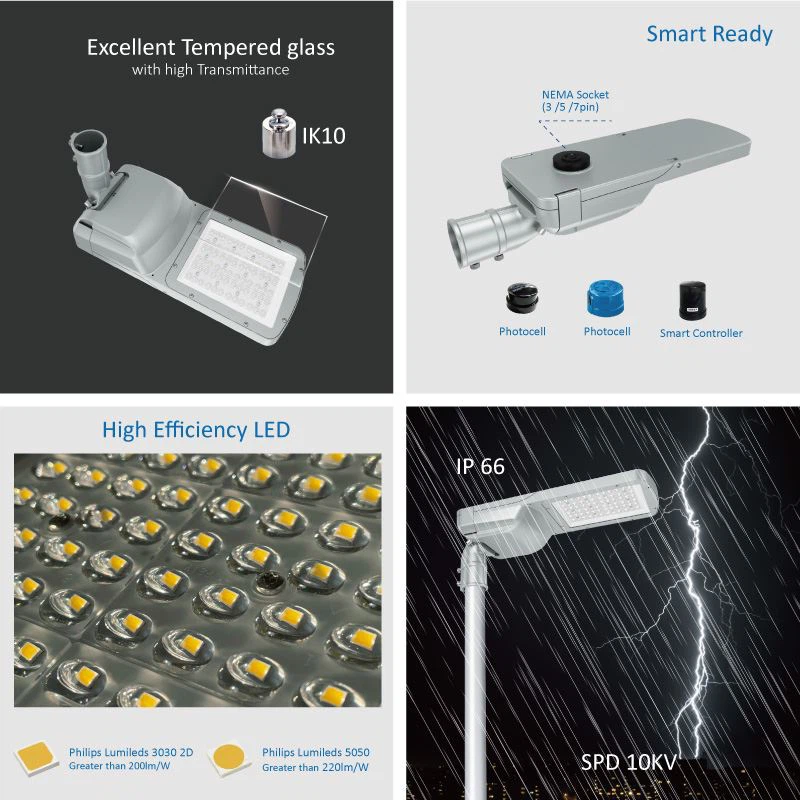 Excellent Tempered glass
with high Transmittance
IK10
Smart Ready
NEMA Socket
(3 /5 /7pin)
Photocell
Photocell
Smart Controller
High Efficiency LED
Philips Lumileds 3030 2D
Greater than 200lm/W
Philips Lumileds 5050
Greater than 220lm/W
IP 66
SPD 10KV